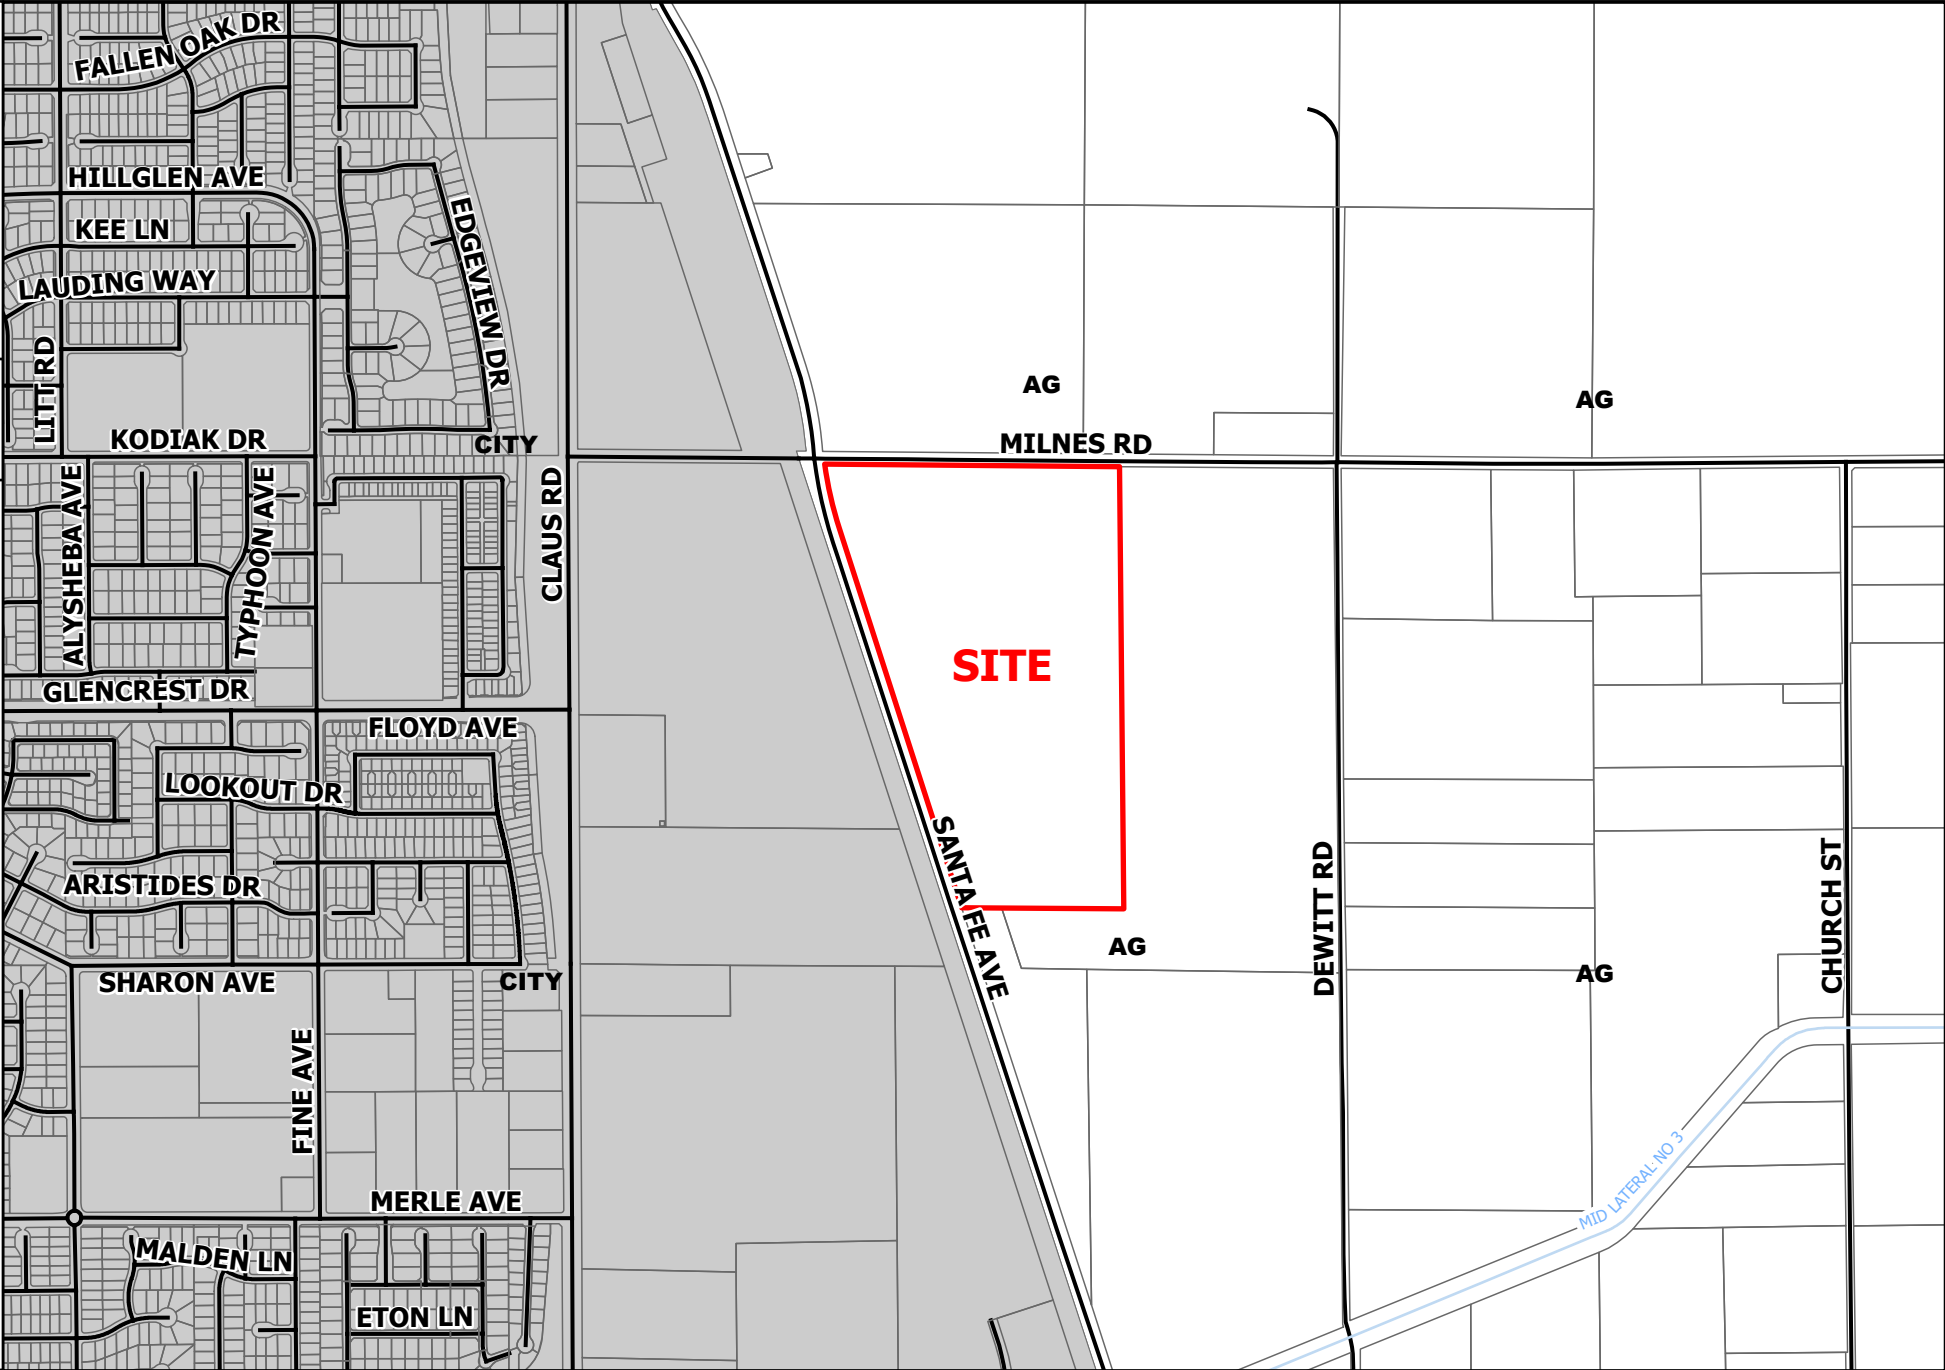 FALLEN OAK DR
HILLGLEN AVE
KEE LN
EDGEVIEW DR
LAUDING WAY
LITT RD
AG
AG
KODIAK DR
CITY
MILNES RD
ALYSHEBA AVE
TYPHOON AVE
CLAUS RD
SITE
GLENCREST DR
FLOYD AVE
LOOKOUT DR
SANTA FE AVE
ARISTIDES DR
DEWITT RD
CHURCH ST
AG
AG
SHARON AVE
CITY
FINE AVE
MID LATERAL NO 3
MERLE AVE
MALDEN LN
ETON LN